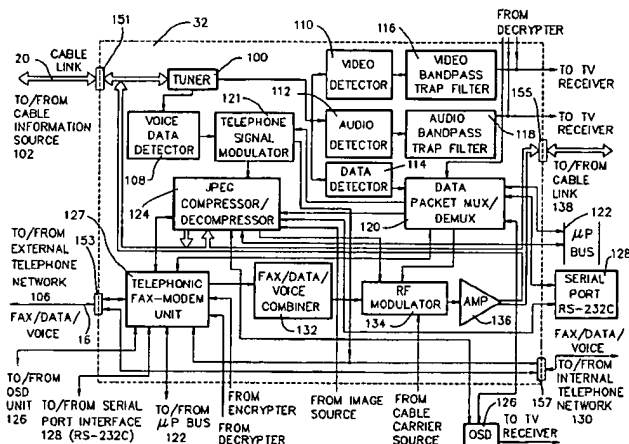 20
CABLE
LINK
TO/FROM
CABLE
INFORMATION
SOURCE
102
151
32
100
TUNER
110
VIDEO
DETECTOR
116
VIDEO
BANDPASS
TRAP FILTER
FROM
DECRYPTER
TO TV
RECEIVER
121
TELEPHONE
SIGNAL
MODULATOR
112
AUDIO
DETECTOR
AUDIO
BANDPASS
TRAP FILTER
118
TO TV
RECEIVER
155
VOICE
DATA
DETECTOR
108
114
DATA
DETECTOR
TO/FROM
CABLE
LINK
138
124
JPEG
COMPRESSOR/
DECOMPRESSOR
120
DATA
PACKET MUX/
DEMUX
122
μP
BUS
128
SERIAL
PORT
RS-232C
127
TO/FROM
EXTERNAL
TELEPHONE
NETWORK
106
153
FAX/DATA/
VOICE
16
TELEPHONIC
FAX-MODEM
UNIT
FAX/DATA/
VOICE
COMBINER
132
RF
MODULATOR
134
AMP
136
FAX/DATA/
VOICE
TO/FROM
INTERNAL
TELEPHONE
NETWORK
130
157
TO/FROM
OSD
UNIT
126
TO/FROM SERIAL
PORT INTERFACE
128 (RS-232C)
TO/FROM
μP BUS
122
FROM
ENCRYPTER
FROM
DECRYPTER
FROM IMAGE
SOURCE
FROM
CABLE
CARRIER
SOURCE
126
OSD
TO TV
RECEIVER